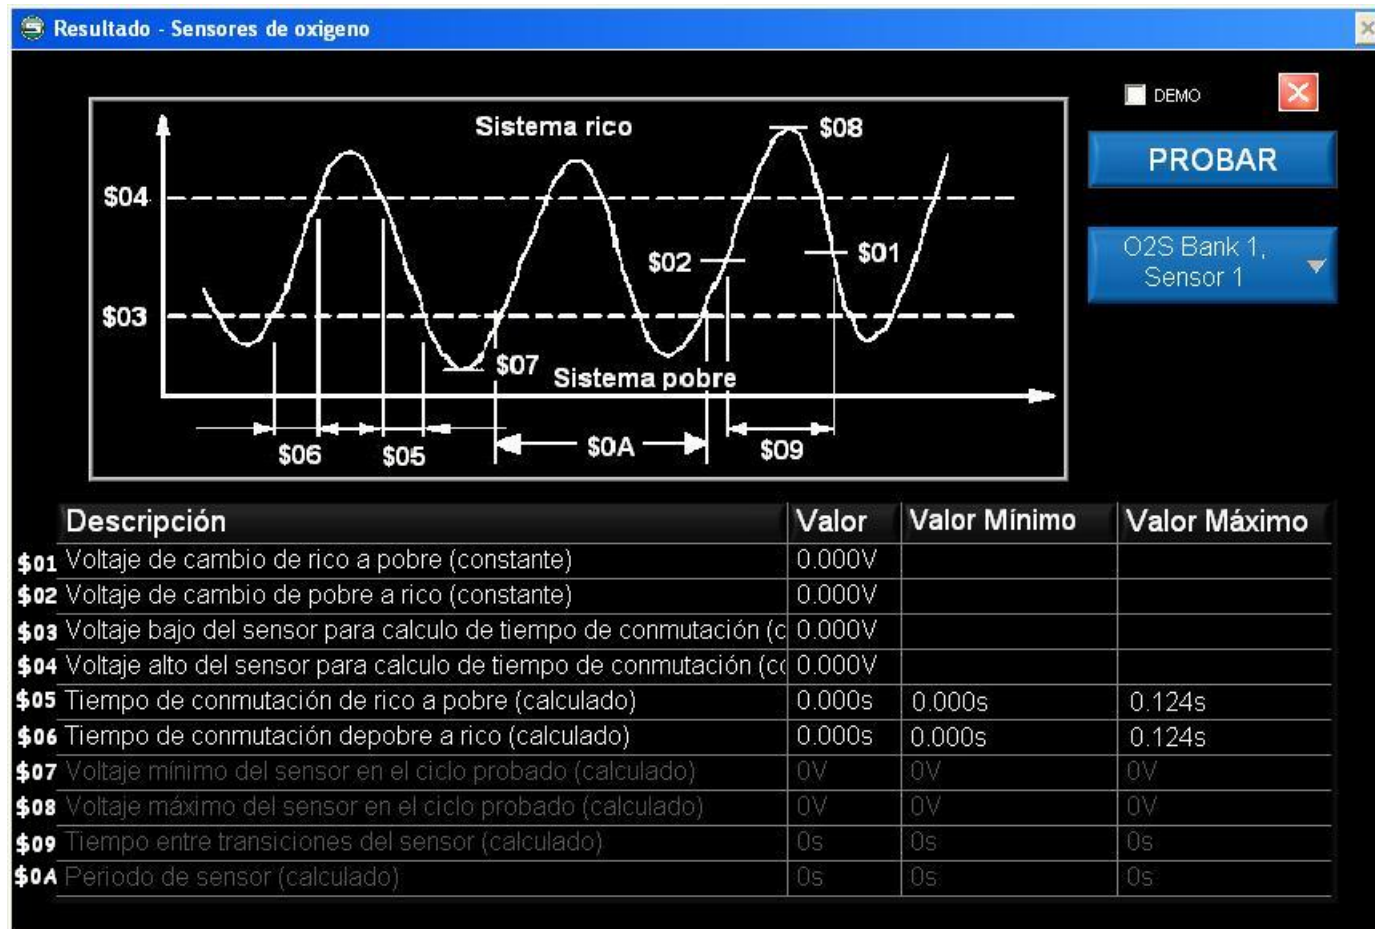 Resultado - Sensores de oxigeno
DEMO
PROBAR
O2S Bank 1,
Sensor 1
Sistema rico
$08
$04
$02
$01
$03
$07
Sistema pobre
$06
$05
$0A
$09
Descripción Valor Valor Mínimo Valor Máximo
$01 Voltaje de cambio de rico a pobre (constante) 0.000V
$02 Voltaje de cambio de pobre a rico (constante) 0.000V
$03 Voltaje bajo del sensor para calculo de tiempo de conmutación (c 0.000V
$04 Voltaje alto del sensor para calculo de tiempo de conmutación (cc 0.000V
$05 Tiempo de conmutación de rico a pobre (calculado) 0.000s 0.000s 0.124s
$06 Tiempo de conmutación depobre a rico (calculado) 0.000s 0.000s 0.124s
$07 Voltaje mínimo del sensor en el ciclo probado (calculado) 0V 0V 0V
$08 Voltaje máximo del sensor en el ciclo probado (calculado) 0V 0V 0V
$09 Tiempo entre transiciones del sensor (calculado) 0s 0s 0s
$0A Periodo de sensor (calculado) 0s 0s 0s